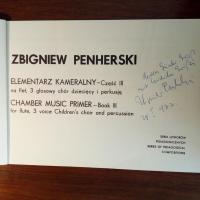 ZBIGNIEW PENHERSKI
ELEMENTARZ KAMERALNY–Część III
na flet, 3 głosowy chór dziecięcy i perkusję
CHAMBER MUSIC PRIMER–Book III
for flute, 3 voice Children's choir and percussion
SERIA UTWORÓW
PEDAGOGICZNYCH
SERIES OF PEDAGOGICAL
COMPOSITIONS